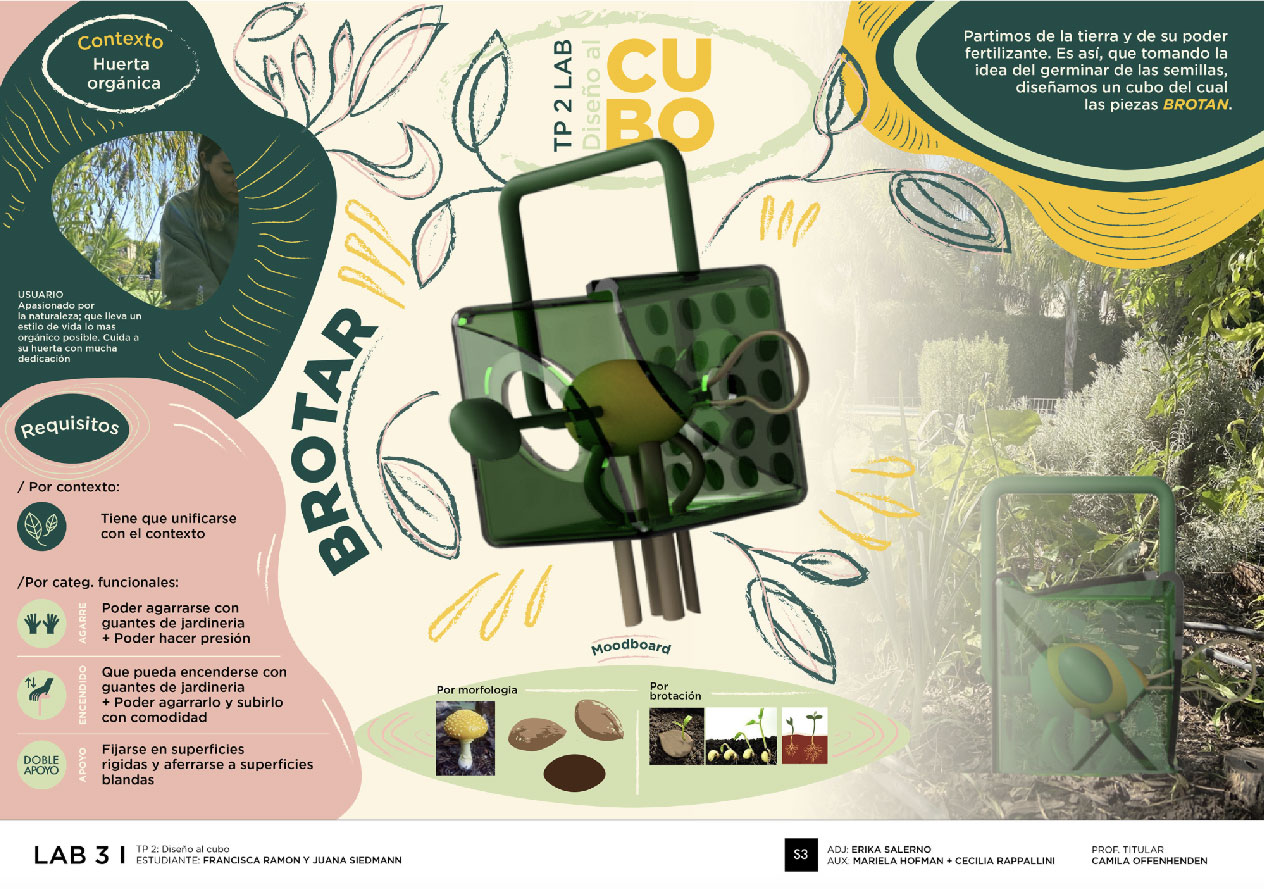 Contexto
Huerta
orgánica
TP 2 LAB
Diseño al
CU
BO
Partimos de la tierra y de su poder
fertilizante. Es así, que tomando la
idea del germinar de las semillas,
diseñamos un cubo del cual
las piezas BROTAN.
USUARIO
Apasionado por
la naturaleza; que lleva un
estilo de vida lo mas
orgánico posible. Cuida a
su huerta con mucha
dedicación
BROTAR
Requisitos
/ Por contexto:
Tiene que unificarse
con el contexto
/Por categ. funcionales:
AGARRE
Poder agarrarse con
guantes de jardineria
+ Poder hacer presión
ENCENDIDO
Que pueda encenderse con
guantes de jardineria
+ Poder agarrarlo y subirlo
con comodidad
DOBLE
APOYO
APOYO
Fijarse en superficies
rigidas y aferrarse a superficies
blandas
Moodboard
Por morfologia
Por
brotación
LAB 3 I
TP 2: Diseño al cubo
ESTUDIANTE: FRANCISCA RAMON Y JUANA SIEDMANN
S3
ADJ: ERIKA SALERNO
AUX: MARIELA HOFMAN + CECILIA RAPPALLINI
PROF. TITULAR
CAMILA OFFENHENDEN